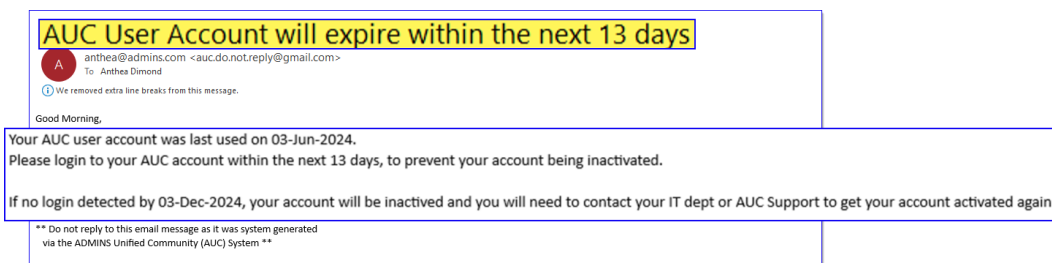 AUC User Account will expire within the next 13 days
A
anthea@admins.com <auc.do.not.reply@gmail.com>
To Anthea Dimond
i We removed extra line breaks from this message.
Good Morning,
Your AUC user account was last used on 03-Jun-2024.
Please login to your AUC account within the next 13 days, to prevent your account being inactivated.
If no login detected by 03-Dec-2024, your account will be inactived and you will need to contact your IT dept or AUC Support to get your account activated again
** Do not reply to this email message as it was system generated
via the ADMINS Unified Community (AUC) System **